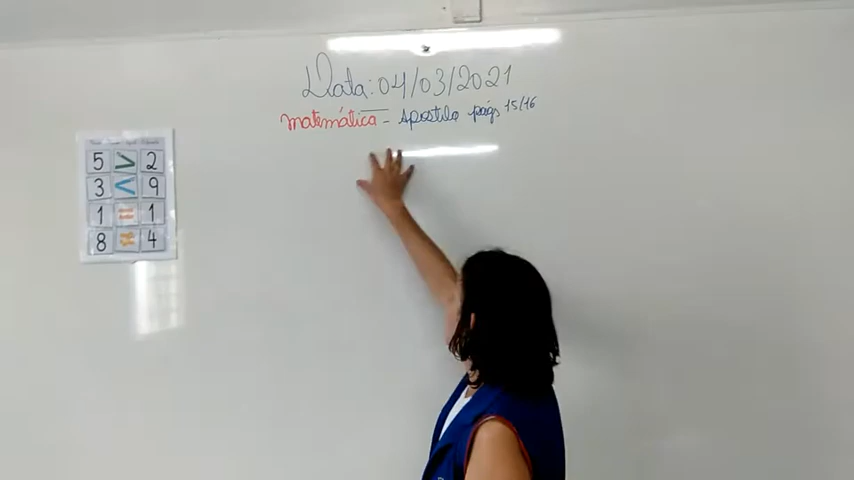 Data: 04/03/2021
matemática - Apostila págs 15/16
5 > 2
3 < 9
1 = 1
8 ≠ 4